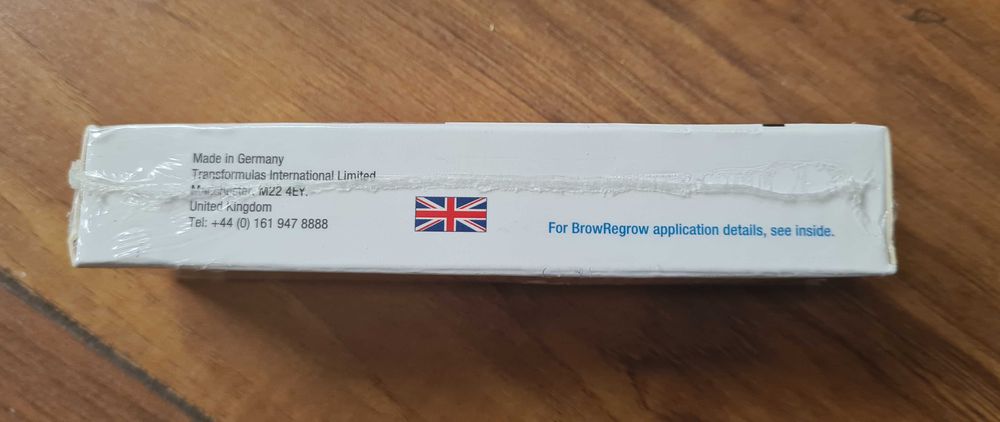 Made in Germany
Transformulas International Limited
Manchester, M22 4EY.
United Kingdom
Tel: +44 (0) 161 947 8888
For BrowRegrow application details, see inside.